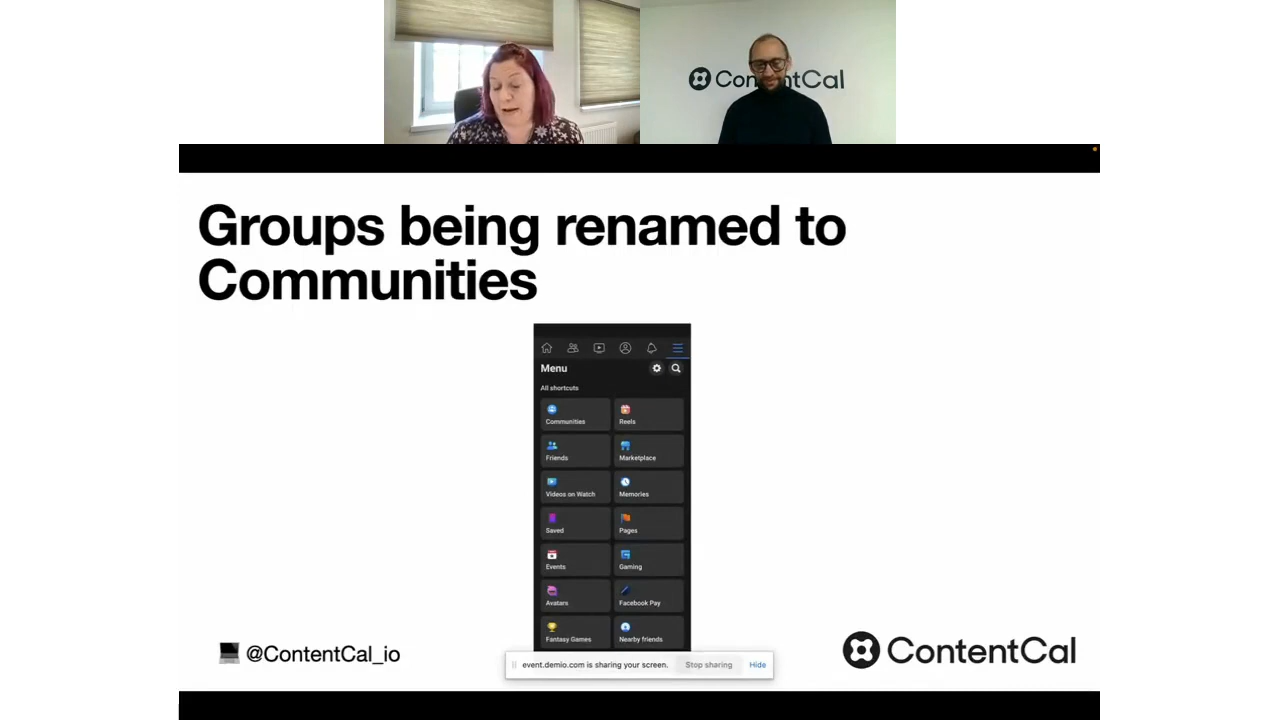 ContentCal
Groups being renamed to
Communities
Menu
All shortcuts
Communities
Reels
Friends
Marketplace
Videos on Watch
Memories
Saved
Pages
Events
Gaming
Avatars
Facebook Pay
Fantasy Games
Nearby friends
@ContentCal_io
event.demio.com is sharing your screen.
Stop sharing
Hide
ContentCal